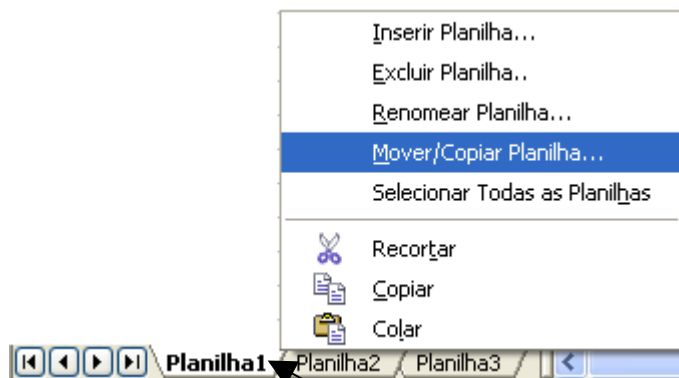 Inserir Planilha...
Excluir Planilha..
Renomear Planilha...
Mover/Copiar Planilha...
Selecionar Todas as Planilhas
Recortar
Copiar
Colar
Planilha1 Planilha2 Planilha3